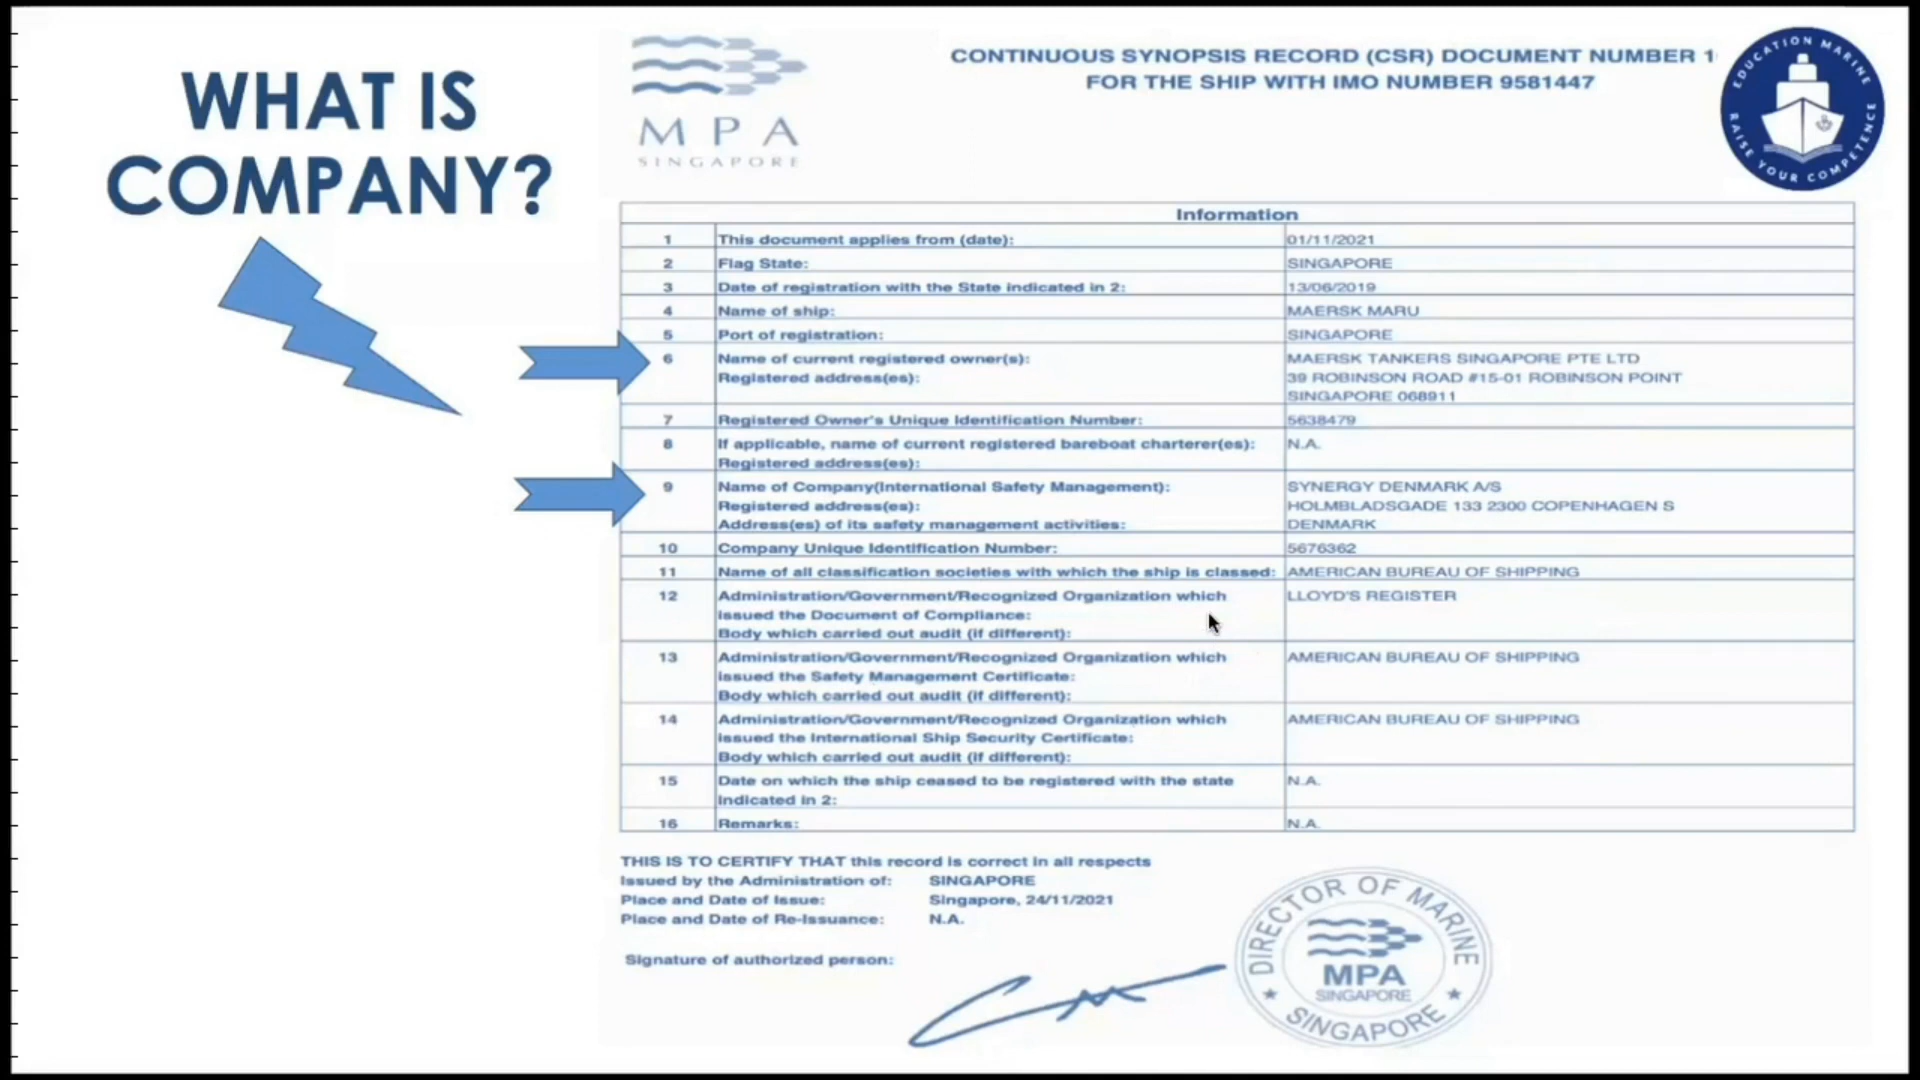 WHAT IS
COMPANY?
MPA
SINGAPORE
CONTINUOUS SYNOPSIS RECORD (CSR) DOCUMENT NUMBER
FOR THE SHIP WITH IMO NUMBER 9581447
EDUCATION MARINE
RAISE YOUR COMPETENCE
Information
1 This document applies from (date): 01/11/2021
2 Flag State: SINGAPORE
3 Date of registration with the State indicated in 2: 13/06/2019
4 Name of ship: MAERSK MARU
5 Port of registration: SINGAPORE
6 Name of current registered owner(s): MAERSK TANKERS SINGAPORE PTE LTD
Registered address(es): 39 ROBINSON ROAD #15-01 ROBINSON POINT
SINGAPORE 068911
7 Registered Owner's Unique Identification Number: 5638479
8 If applicable, name of current registered bareboat charterer(es): N.A.
Registered address(es):
9 Name of Company(International Safety Management): SYNERGY DENMARK A/S
Registered address(es): HOLMBLADSGADE 133 2300 COPENHAGEN S
Address(es) of its safety management activities: DENMARK
10 Company Unique Identification Number: 5676362
11 Name of all classification societies with which the ship is classed: AMERICAN BUREAU OF SHIPPING
12 Administration/Government/Recognized Organization which LLOYD'S REGISTER
issued the Document of Compliance:
Body which carried out audit (if different):
13 Administration/Government/Recognized Organization which AMERICAN BUREAU OF SHIPPING
issued the Safety Management Certificate:
Body which carried out audit (if different):
14 Administration/Government/Recognized Organization which AMERICAN BUREAU OF SHIPPING
issued the International Ship Security Certificate:
Body which carried out audit (if different):
15 Date on which the ship ceased to be registered with the state N.A.
indicated in 2:
16 Remarks: N.A.
THIS IS TO CERTIFY THAT this record is correct in all respects
Issued by the Administration of: SINGAPORE
Place and Date of Issue: Singapore, 24/11/2021
Place and Date of Re-Issuance: N.A.
Signature of authorized person:
DIRECTOR OF MARINE
MPA
SINGAPORE
SINGAPORE